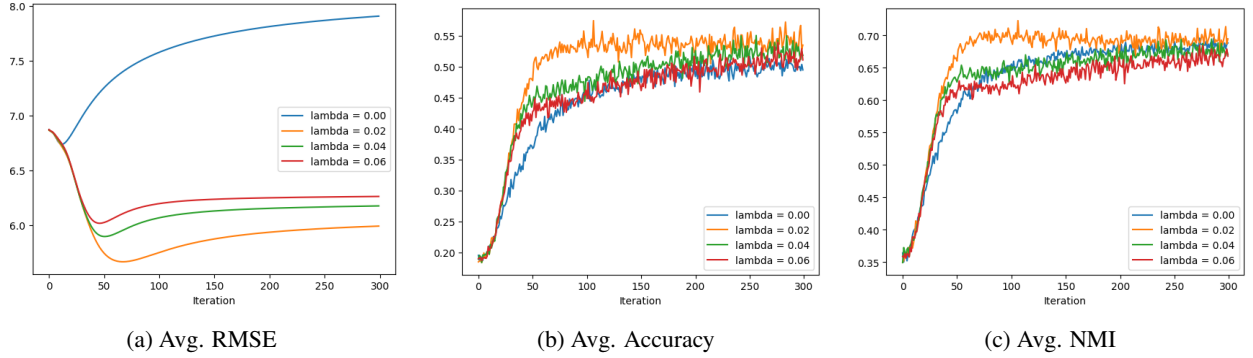 8.0
7.5
7.0
6.5
6.0
lambda = 0.00
lambda = 0.02
lambda = 0.04
lambda = 0.06
0 50 100 150 200 250 300
Iteration
(a) Avg. RMSE
0.55
0.50
0.45
0.40
0.35
0.30
0.25
0.20
lambda = 0.00
lambda = 0.02
lambda = 0.04
lambda = 0.06
0 50 100 150 200 250 300
Iteration
(b) Avg. Accuracy
0.70
0.65
0.60
0.55
0.50
0.45
0.40
0.35
lambda = 0.00
lambda = 0.02
lambda = 0.04
lambda = 0.06
0 50 100 150 200 250 300
Iteration
(c) Avg. NMI